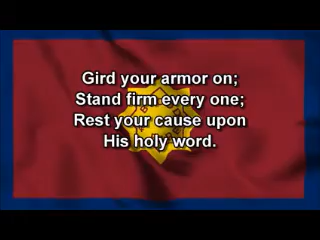 Gird your armor on;
Stand firm every one;
Rest your cause upon
His holy word.